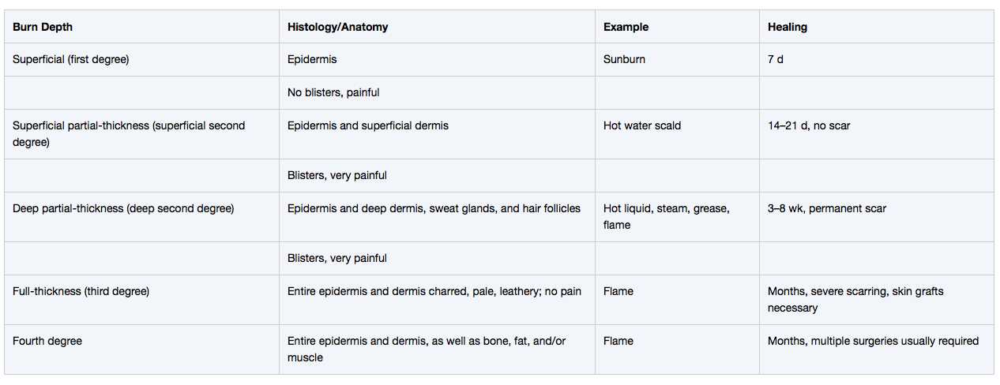 Burn Depth Histology/Anatomy Example Healing
Superficial (first degree) Epidermis Sunburn 7 d
No blisters, painful
Superficial partial-thickness (superficial second degree) Epidermis and superficial dermis Hot water scald 14–21 d, no scar
Blisters, very painful
Deep partial-thickness (deep second degree) Epidermis and deep dermis, sweat glands, and hair follicles Hot liquid, steam, grease, flame 3–8 wk, permanent scar
Blisters, very painful
Full-thickness (third degree) Entire epidermis and dermis charred, pale, leathery; no pain Flame Months, severe scarring, skin grafts necessary
Fourth degree Entire epidermis and dermis, as well as bone, fat, and/or muscle Flame Months, multiple surgeries usually required